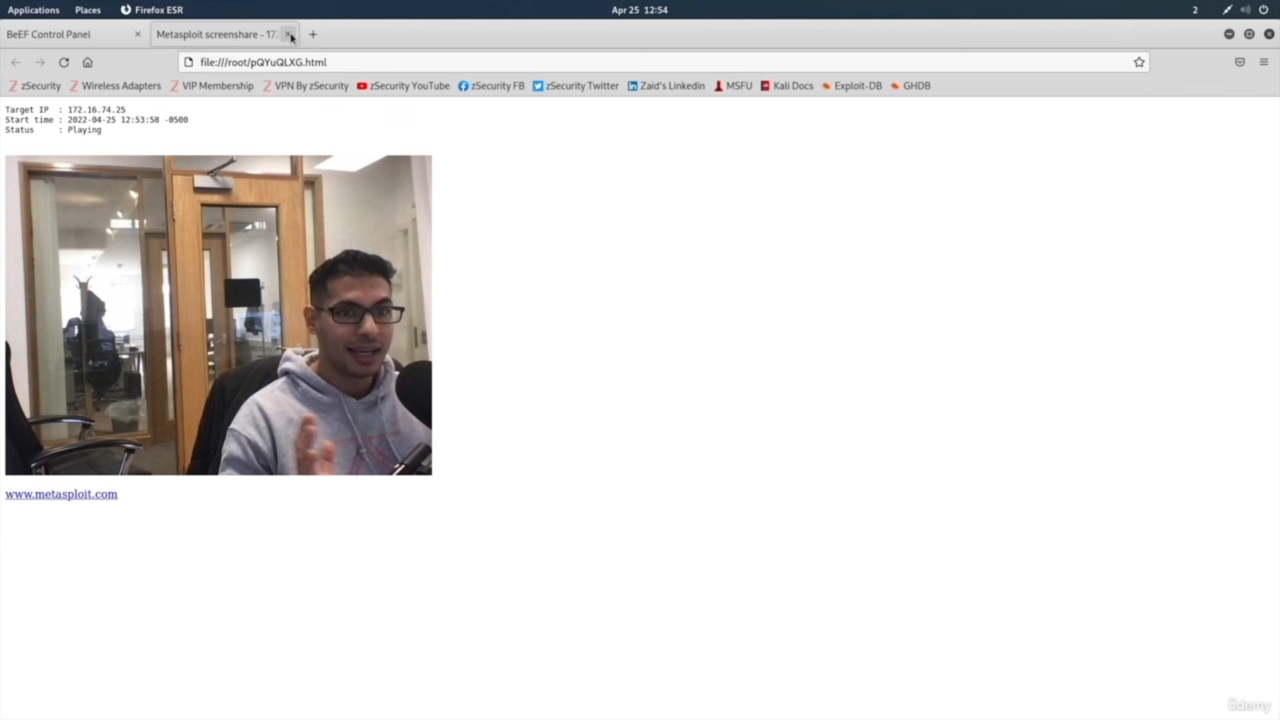 Applications Places Firefox ESR Apr 25 12:54 2
BeEF Control Panel Metasploit screenshare - 17
file:///root/pQYuQLXG.html
zSecurity Wireless Adapters VIP Membership VPN By zSecurity zSecurity YouTube zSecurity FB zSecurity Twitter Zaid's Linkedin MSFU Kali Docs Exploit-DB GHDB
Target IP : 172.16.74.25
Start time : 2022-04-25 12:53:58 -0500
Status : Playing
www.metasploit.com
ûdemy